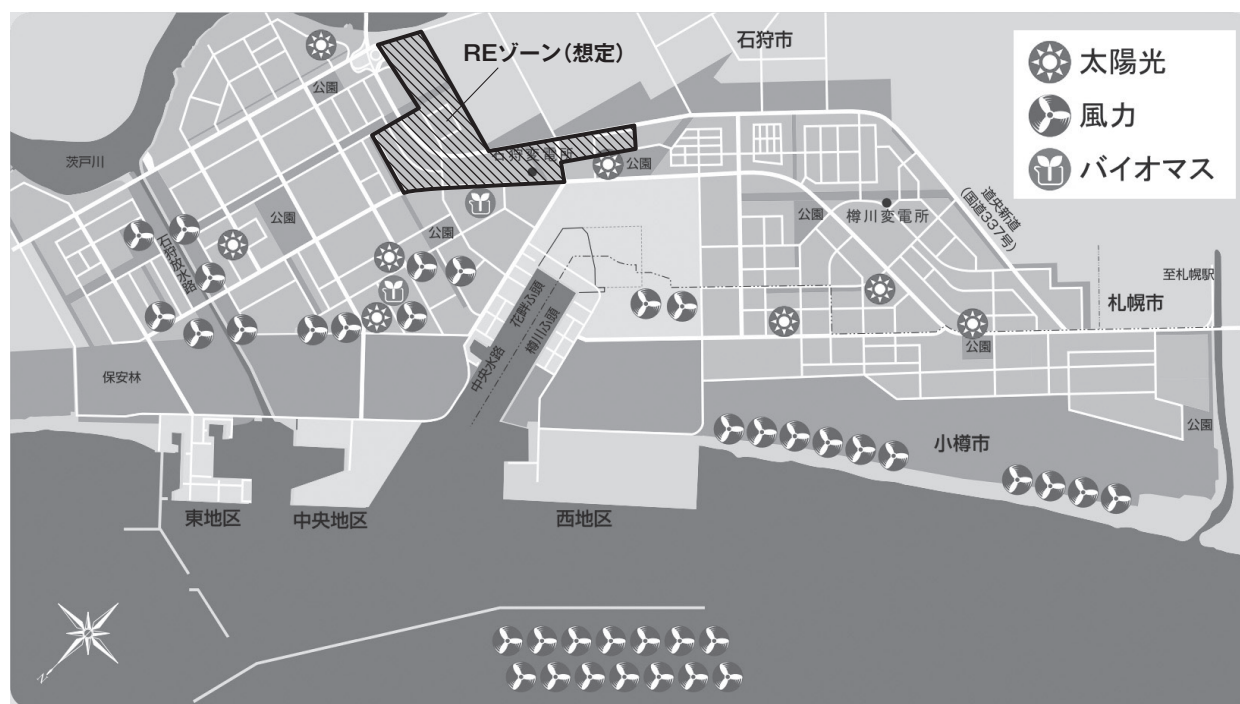 石狩市
REゾーン（想定）
太陽光
風力
バイオマス
公園
茨戸川
石狩変電所
公園
公園
公園
公園
樽川変電所
道央新道
（国道337号）
石狩放水路
至札幌駅
札幌市
花畔ふ頭
樽川ふ頭
中央水路
公園
保安林
公園
小樽市
東地区
中央地区
西地区
N